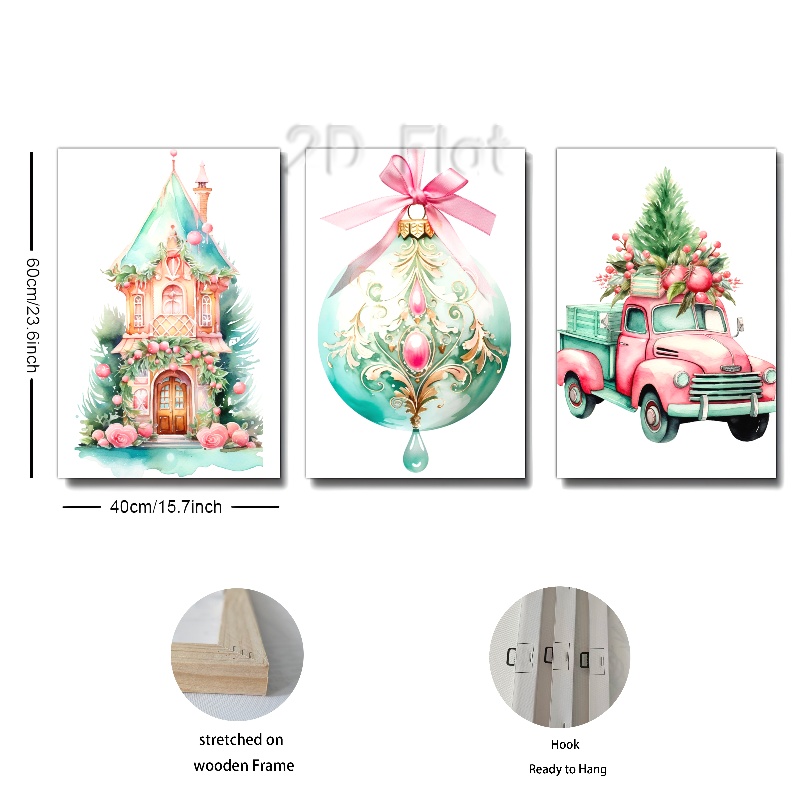 2D Flat
60cm/23.6inch
40cm/15.7inch
stretched on
wooden Frame
Hook
Ready to Hang